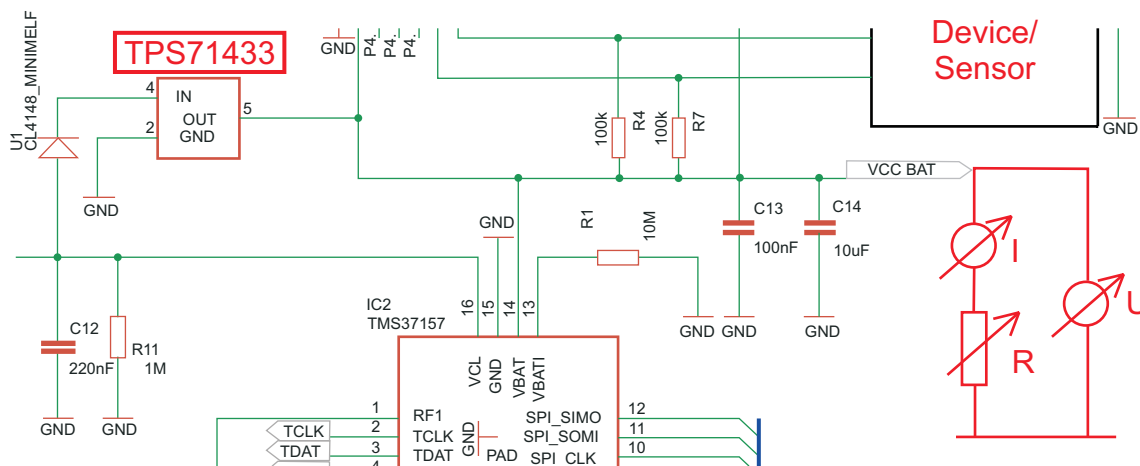 TPS71433
GND
P4.
P4.
P4.
Device/
Sensor
GND
U1
CL4148_MINIMELF
4
IN
OUT
5
2
GND
GND
100k
R4
100k
R7
VCC BAT
GND
R1
10M
C13
100nF
C14
10uF
I
U
R
GND
GND
GND
C12
220nF
R11
1M
GND
GND
IC2
TMS37157
16
15
14
13
VCL
GND
VBAT
VBATI
1
RF1
TCLK
2
TCLK
TDAT
3
TDAT
4
GND
PAD
SPI_SIMO
12
SPI_SOMI
11
SPI_CLK
10